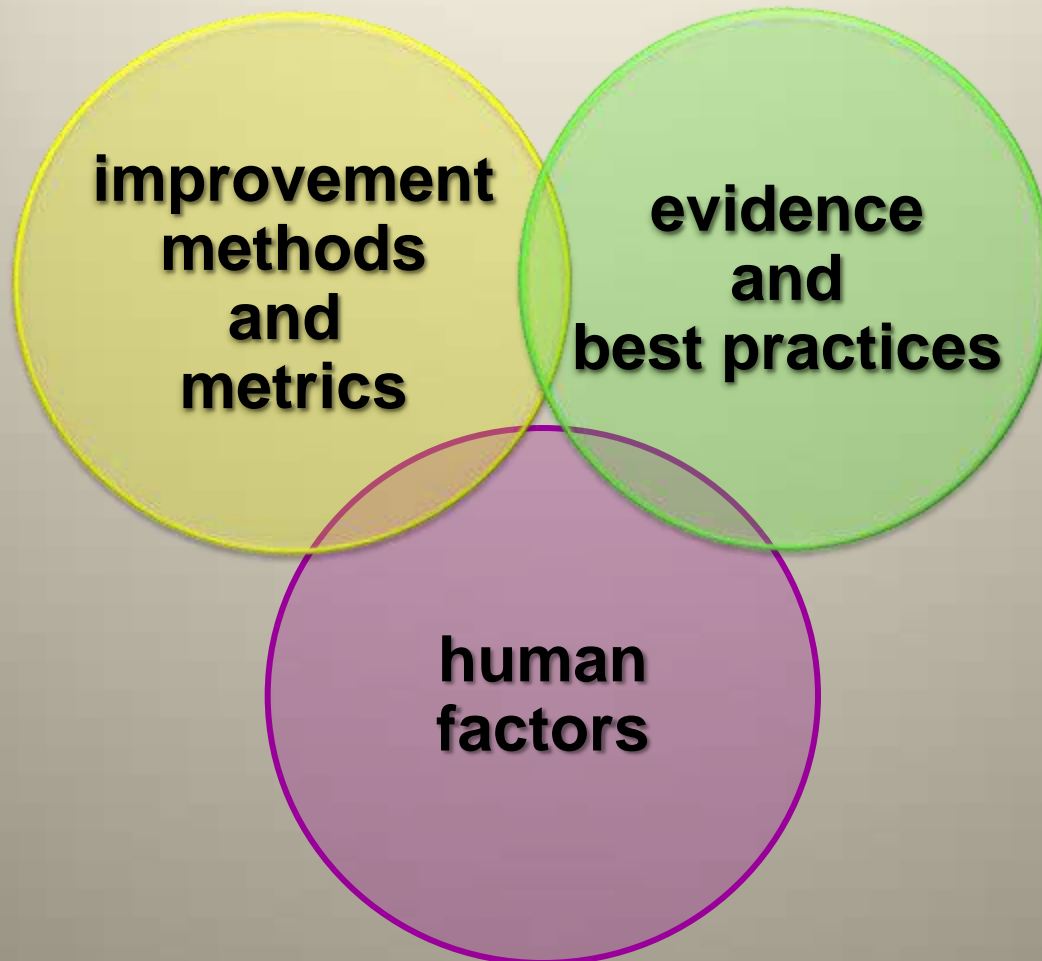 improvement
methods
and
metrics
evidence
and
best practices
human
factors